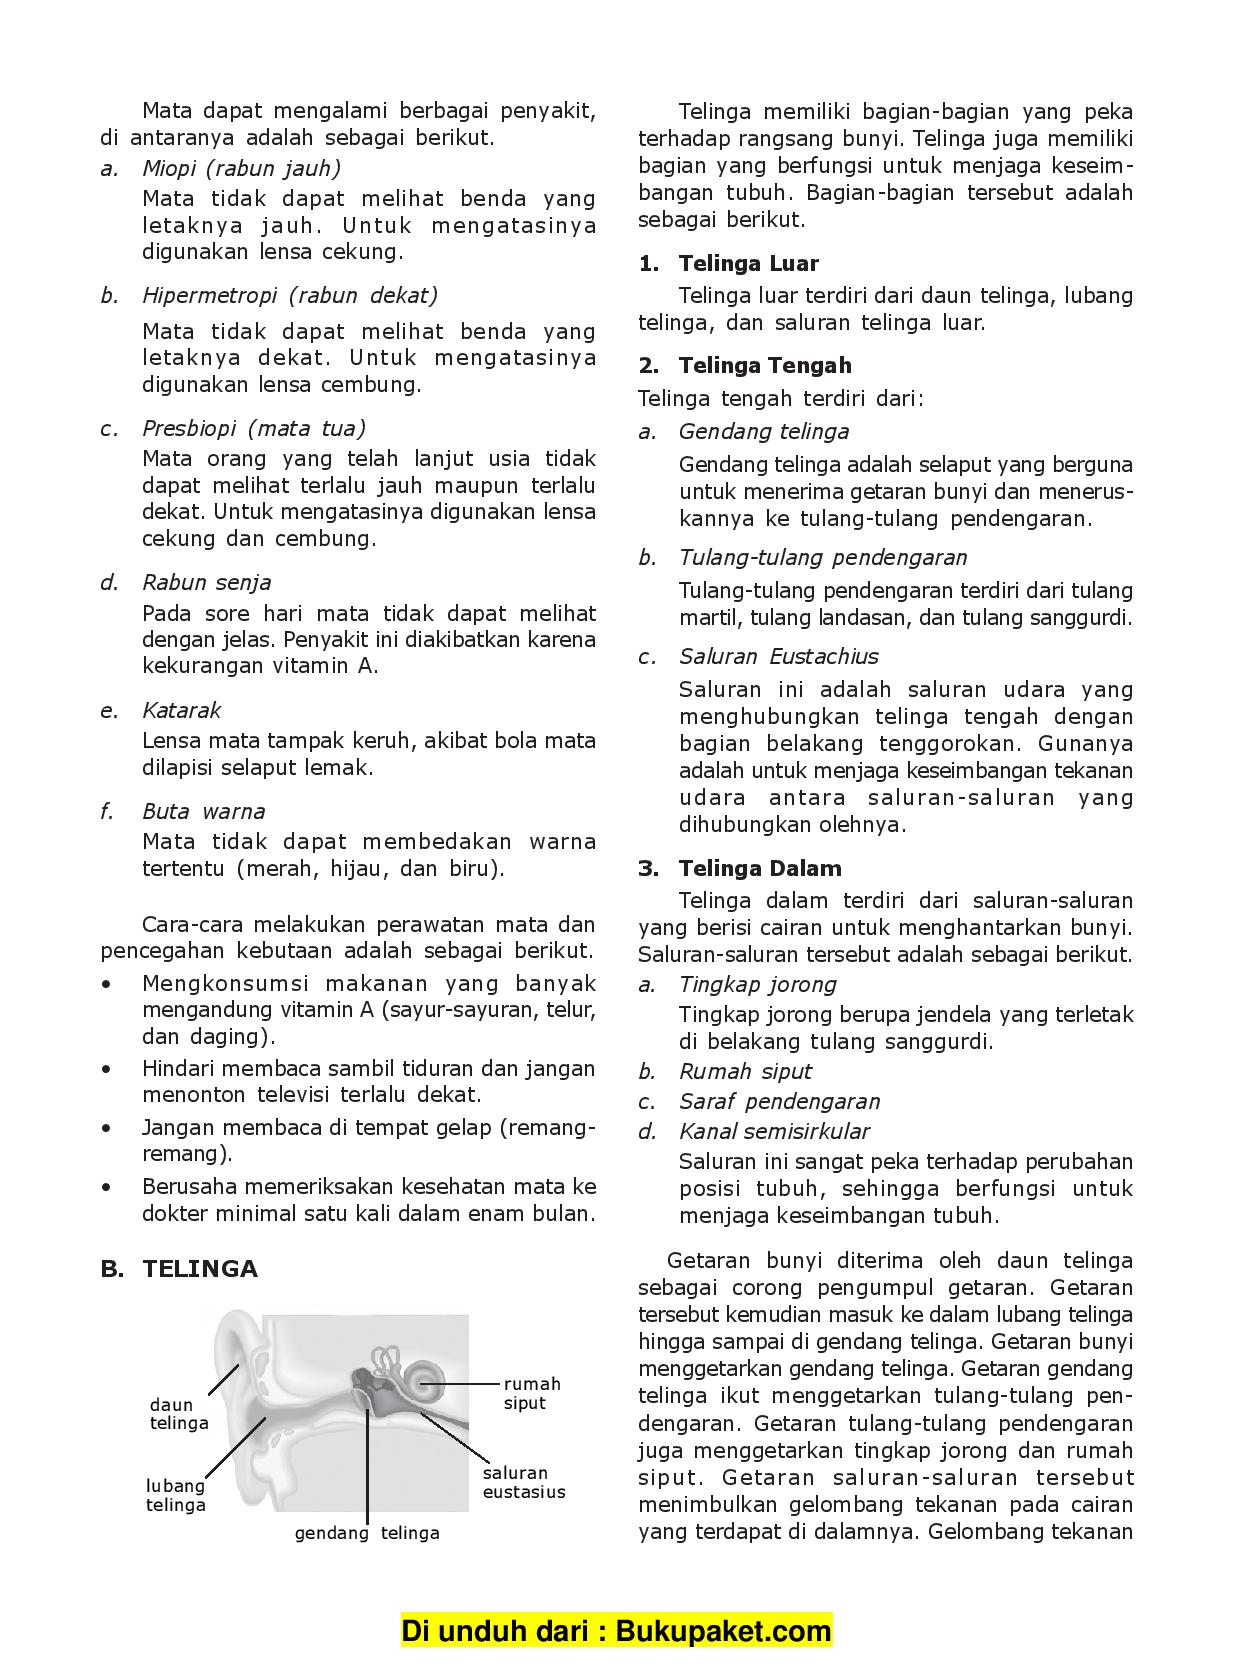 Mata dapat mengalami berbagai penyakit,
di antaranya adalah sebagai berikut.
a. Miopi (rabun jauh)
Mata tidak dapat melihat benda yang
letaknya jauh. Untuk mengatasinya
digunakan lensa cekung.
b. Hipermetropi (rabun dekat)
Mata tidak dapat melihat benda yang
letaknya dekat. Untuk mengatasinya
digunakan lensa cembung.
c. Presbiopi (mata tua)
Mata orang yang telah lanjut usia tidak
dapat melihat terlalu jauh maupun terlalu
dekat. Untuk mengatasinya digunakan lensa
cekung dan cembung.
d. Rabun senja
Pada sore hari mata tidak dapat melihat
dengan jelas. Penyakit ini diakibatkan karena
kekurangan vitamin A.
e. Katarak
Lensa mata tampak keruh, akibat bola mata
dilapisi selaput lemak.
f. Buta warna
Mata tidak dapat membedakan warna
tertentu (merah, hijau, dan biru).
Cara-cara melakukan perawatan mata dan
pencegahan kebutaan adalah sebagai berikut.
• Mengkonsumsi makanan yang banyak
mengandung vitamin A (sayur-sayuran, telur,
dan daging).
• Hindari membaca sambil tiduran dan jangan
menonton televisi terlalu dekat.
• Jangan membaca di tempat gelap (remang-
remang).
• Berusaha memeriksakan kesehatan mata ke
dokter minimal satu kali dalam enam bulan.
B. TELINGA
daun
telinga
lubang
telinga
gendang telinga
rumah
siput
saluran
eustasius
Telinga memiliki bagian-bagian yang peka
terhadap rangsang bunyi. Telinga juga memiliki
bagian yang berfungsi untuk menjaga keseim-
bangan tubuh. Bagian-bagian tersebut adalah
sebagai berikut.
1. Telinga Luar
Telinga luar terdiri dari daun telinga, lubang
telinga, dan saluran telinga luar.
2. Telinga Tengah
Telinga tengah terdiri dari:
a. Gendang telinga
Gendang telinga adalah selaput yang berguna
untuk menerima getaran bunyi dan menerus-
kannya ke tulang-tulang pendengaran.
b. Tulang-tulang pendengaran
Tulang-tulang pendengaran terdiri dari tulang
martil, tulang landasan, dan tulang sanggurdi.
c. Saluran Eustachius
Saluran ini adalah saluran udara yang
menghubungkan telinga tengah dengan
bagian belakang tenggorokan. Gunanya
adalah untuk menjaga keseimbangan tekanan
udara antara saluran-saluran yang
dihubungkan olehnya.
3. Telinga Dalam
Telinga dalam terdiri dari saluran-saluran
yang berisi cairan untuk menghantarkan bunyi.
Saluran-saluran tersebut adalah sebagai berikut.
a. Tingkap jorong
Tingkap jorong berupa jendela yang terletak
di belakang tulang sanggurdi.
b. Rumah siput
c. Saraf pendengaran
d. Kanal semisirkular
Saluran ini sangat peka terhadap perubahan
posisi tubuh, sehingga berfungsi untuk
menjaga keseimbangan tubuh.
Getaran bunyi diterima oleh daun telinga
sebagai corong pengumpul getaran. Getaran
tersebut kemudian masuk ke dalam lubang telinga
hingga sampai di gendang telinga. Getaran bunyi
menggetarkan gendang telinga. Getaran gendang
telinga ikut menggetarkan tulang-tulang pen-
dengaran. Getaran tulang-tulang pendengaran
juga menggetarkan tingkap jorong dan rumah
siput. Getaran saluran-saluran tersebut
menimbulkan gelombang tekanan pada cairan
yang terdapat di dalamnya. Gelombang tekanan
Di unduh dari : Bukupaket.com